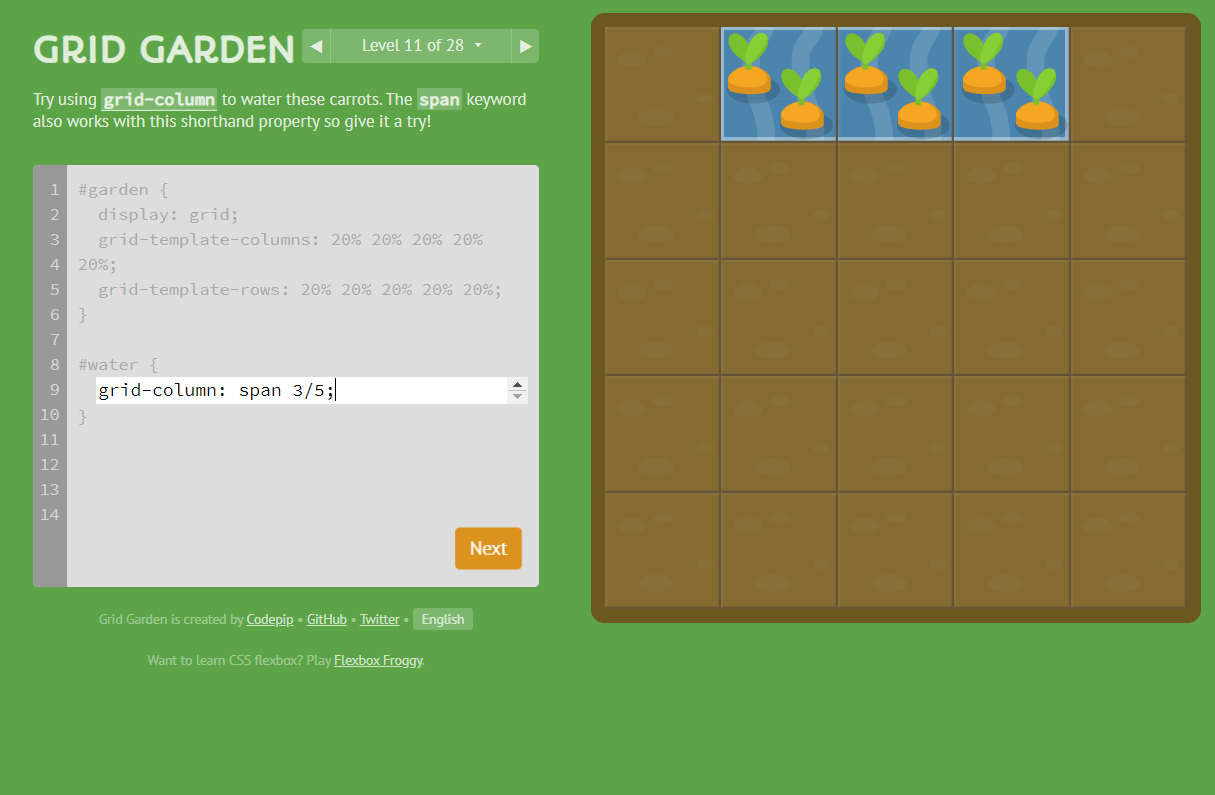 GRID GARDEN
◀ Level 11 of 28 ▾ ▶
Try using grid-column to water these carrots. The span keyword
also works with this shorthand property so give it a try!
1 #garden {
2 display: grid;
3 grid-template-columns: 20% 20% 20% 20%
4 20%;
5 grid-template-rows: 20% 20% 20% 20% 20%;
6 }
7
8 #water {
9 grid-column: span 3/5;
10 }
11
12
13
14
Next
Grid Garden is created by Codepip • GitHub • Twitter • English
Want to learn CSS flexbox? Play Flexbox Froggy.